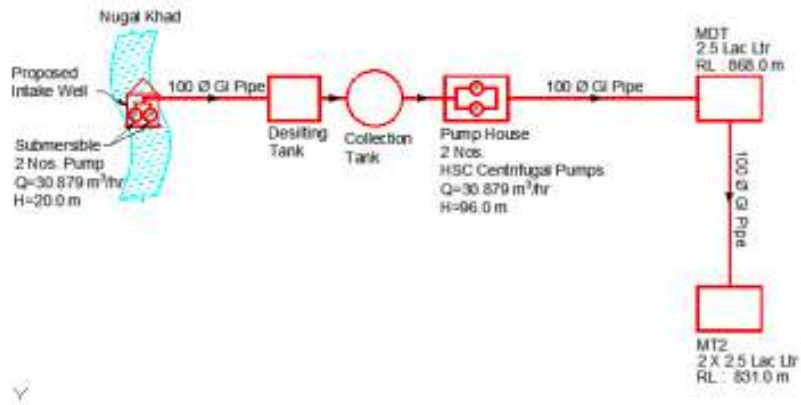 Nugal Khad
Proposed
Intake Well
Submersible
2 Nos. Pump
Q=30 879 m³/hr
H=20.0 m
100 Ø GI Pipe
Desilting
Tank
Collection
Tank
Pump House
2 Nos.
HSC Centrifugal Pumps
Q=30 879 m³/hr
H=96.0 m
100 Ø GI Pipe
MDT
2.5 Lac Ltr
RL : 868.0 m
100 Ø GI Pipe
MT2
2 X 2.5 Lac Ltr
RL : 831.0 m
Y